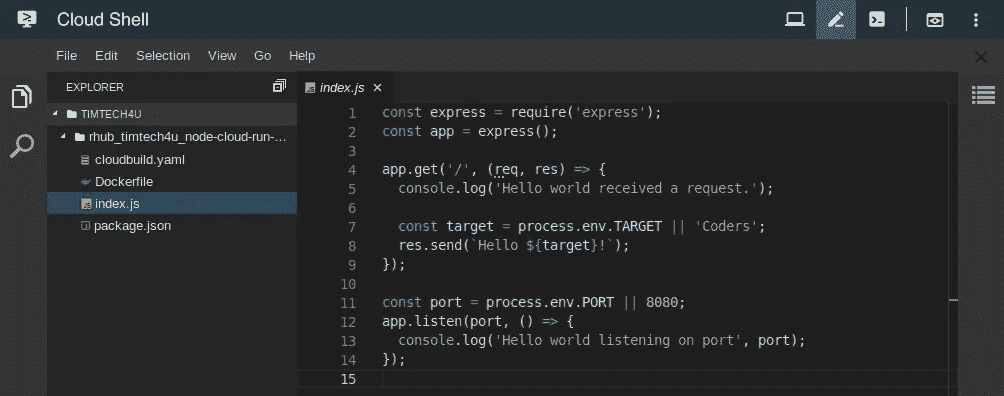 Cloud Shell
File Edit Selection View Go Help
EXPLORER
TIMTECH4U
rhub_timtech4u_node-cloud-run-...
cloudbuild.yaml
Dockerfile
index.js
package.json
index.js
1 const express = require('express');
2 const app = express();
3
4 app.get('/', (req, res) => {
5   console.log('Hello world received a request.');
6
7   const target = process.env.TARGET || 'Coders';
8   res.send(`Hello ${target}!`);
9 });
10
11 const port = process.env.PORT || 8080;
12 app.listen(port, () => {
13   console.log('Hello world listening on port', port);
14 });
15